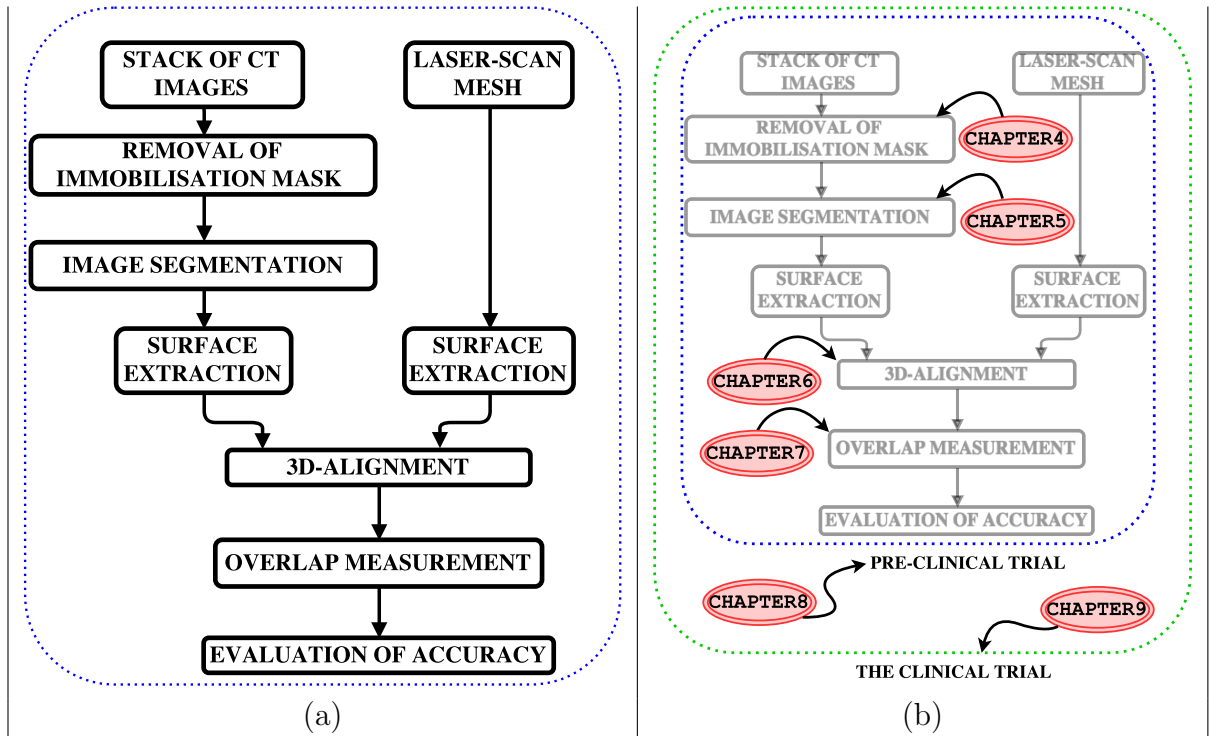 STACK OF CT
IMAGES
LASER-SCAN
MESH
REMOVAL OF
IMMOBILISATION MASK
IMAGE SEGMENTATION
SURFACE
EXTRACTION
SURFACE
EXTRACTION
3D-ALIGNMENT
OVERLAP MEASUREMENT
EVALUATION OF ACCURACY
(a)
STACK OF CT
IMAGES
LASER-SCAN
MESH
REMOVAL OF
IMMOBILISATION MASK
CHAPTER4
IMAGE SEGMENTATION
CHAPTER5
SURFACE
EXTRACTION
SURFACE
EXTRACTION
CHAPTER6
3D-ALIGNMENT
CHAPTER7
OVERLAP MEASUREMENT
EVALUATION OF ACCURACY
PRE-CLINICAL TRIAL
CHAPTER8
CHAPTER9
THE CLINICAL TRIAL
(b)